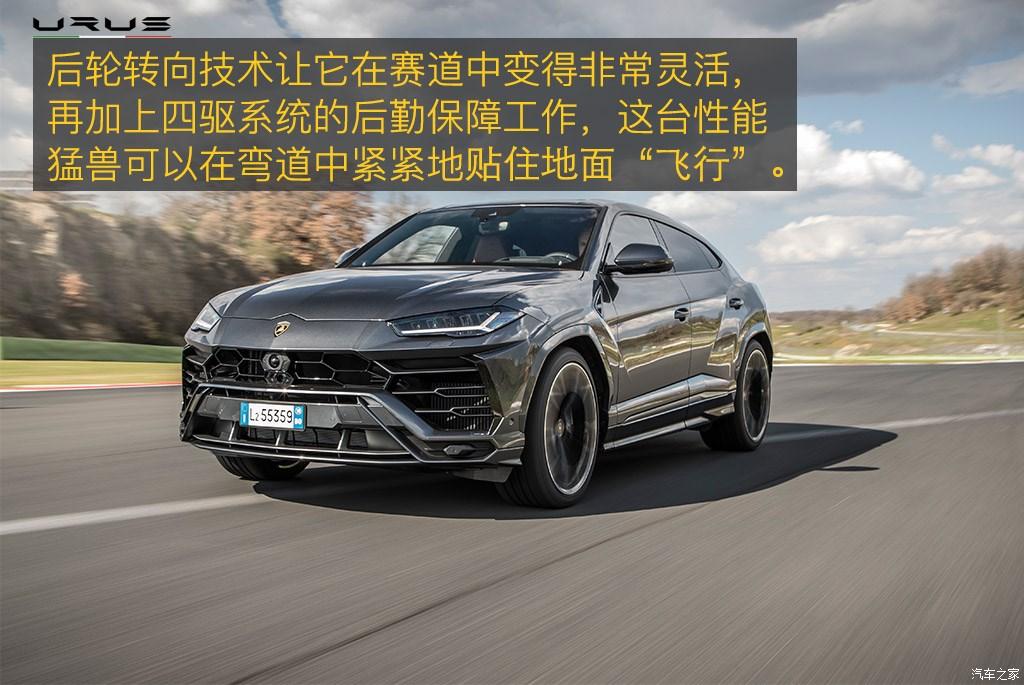 URUS
后轮转向技术让它在赛道中变得非常灵活，
再加上四驱系统的后勤保障工作，这台性能
猛兽可以在弯道中紧紧地贴住地面“飞行”。
L2 55359
汽车之家